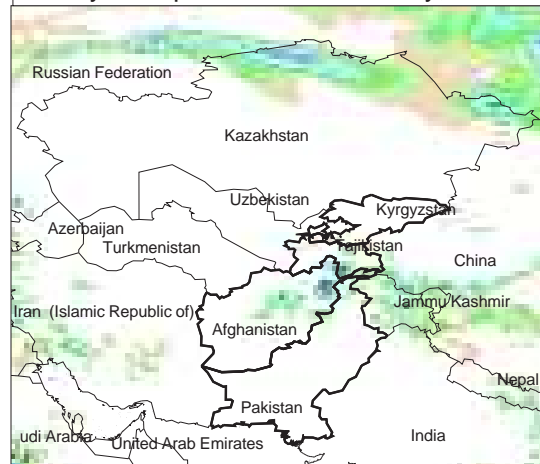 Russian Federation
Kazakhstan
Uzbekistan
Kyrgyzstan
Azerbaijan
Turkmenistan
Tajikistan
China
Iran (Islamic Republic of)
Jammu Kashmir
Afghanistan
Nepal
Pakistan
udi Arabia
United Arab Emirates
India